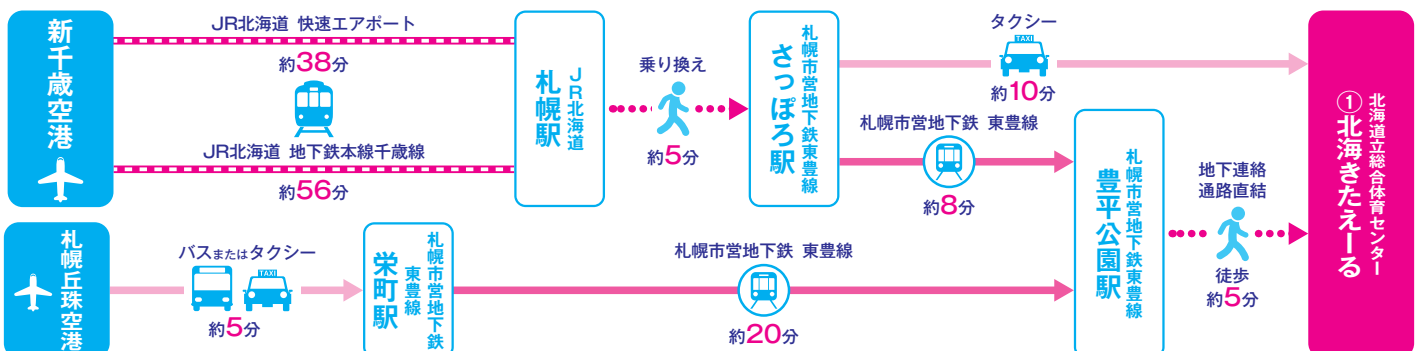 新千歳空港
JR北海道 快速エアポート
約38分
JR北海道 地下鉄本線千歳線
約56分
JR北海道
札幌駅
乗り換え
約5分
札幌市営地下鉄東豊線
さっぽろ駅
タクシー
TAXI
約10分
札幌市営地下鉄 東豊線
約8分
札幌市営地下鉄東豊線
豊平公園駅
地下連絡
通路直結
徒歩
約5分
北海道立総合体育センター
①北海きたえーる
札幌丘珠空港
バスまたはタクシー
TAXI
約5分
札幌市営地下鉄
東豊線
栄町駅
札幌市営地下鉄 東豊線
約20分